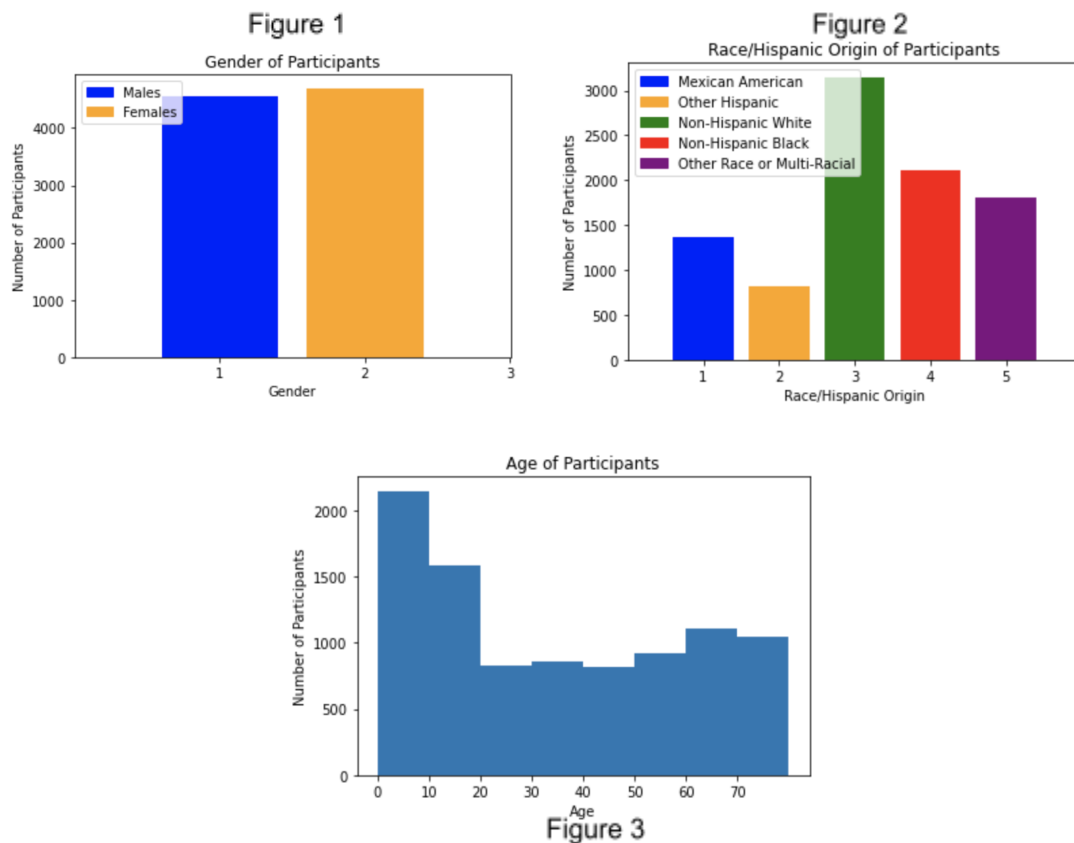 Figure 1
Gender of Participants
Males
Females
Number of Participants
4000
3000
2000
1000
0
1 2 3
Gender
Figure 2
Race/Hispanic Origin of Participants
Mexican American
Other Hispanic
Non-Hispanic White
Non-Hispanic Black
Other Race or Multi-Racial
Number of Participants
3000
2500
2000
1500
1000
500
0
1 2 3 4 5
Race/Hispanic Origin
Age of Participants
Number of Participants
2000
1500
1000
500
0
0 10 20 30 40 50 60 70
Age
Figure 3